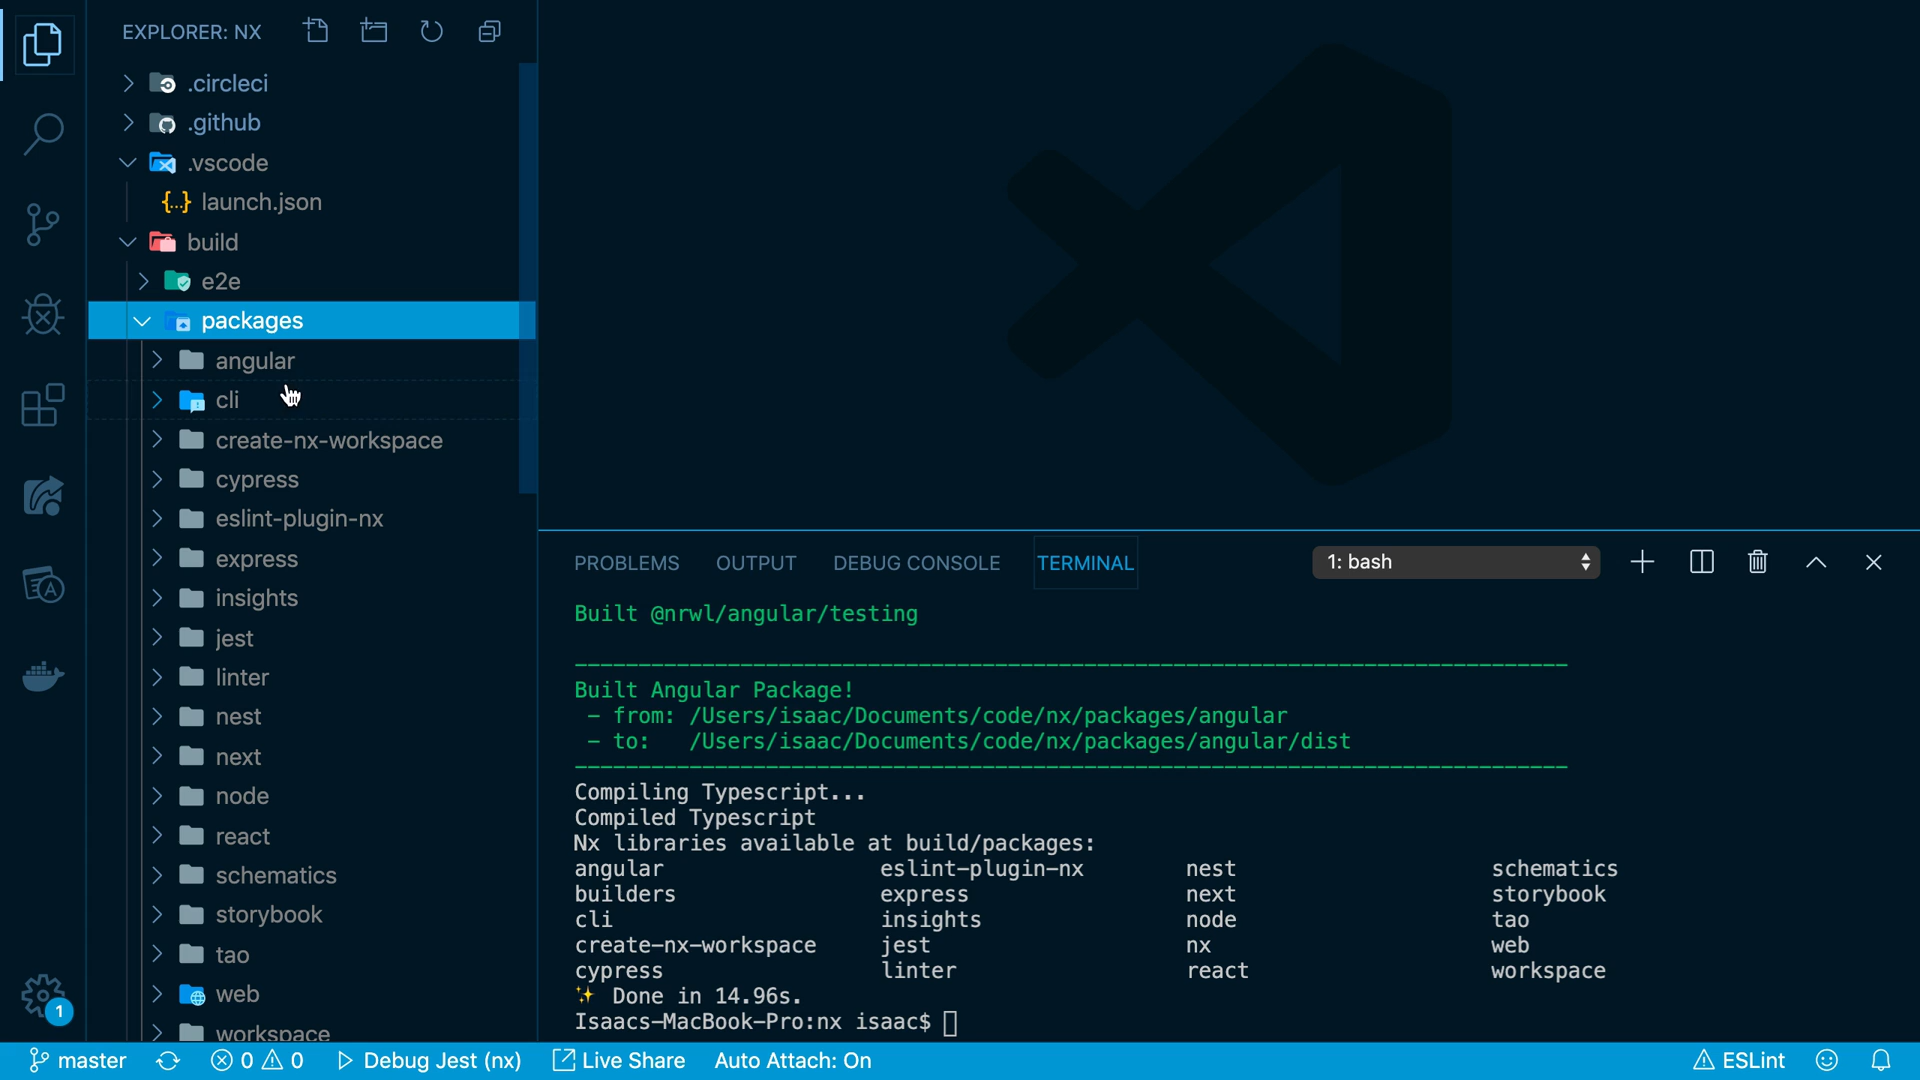 EXPLORER: NX
.circleci
.github
.vscode
{..} launch.json
build
e2e
packages
angular
cli
create-nx-workspace
cypress
eslint-plugin-nx
express
insights
jest
linter
nest
next
node
react
schematics
storybook
tao
web
workspace
1
PROBLEMS OUTPUT DEBUG CONSOLE TERMINAL 1: bash
Built @nrwl/angular/testing
Built Angular Package!
- from: /Users/isaac/Documents/code/nx/packages/angular
- to: /Users/isaac/Documents/code/nx/packages/angular/dist
Compiling Typescript...
Compiled Typescript
Nx libraries available at build/packages:
angular eslint-plugin-nx nest schematics
builders express next storybook
cli insights node tao
create-nx-workspace jest nx web
cypress linter react workspace
✨ Done in 14.96s.
Isaacs-MacBook-Pro:nx isaac$
master 0 0 Debug Jest (nx) Live Share Auto Attach: On ESLint